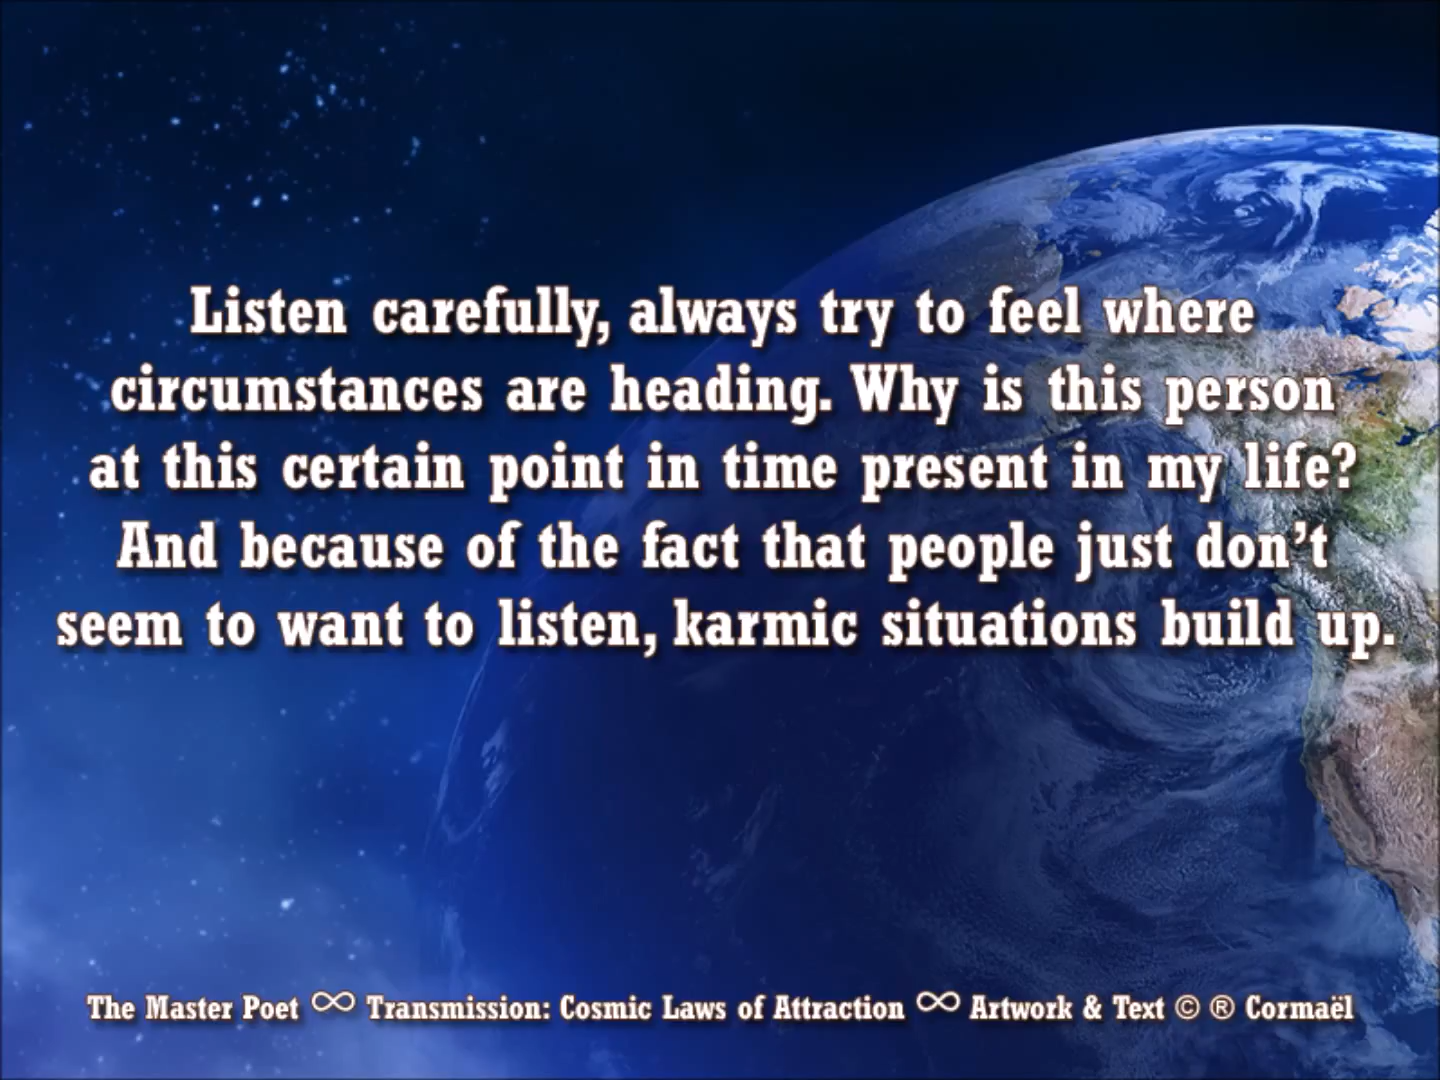 Listen carefully, always try to feel where
circumstances are heading. Why is this person
at this certain point in time present in my life?
And because of the fact that people just don’t
seem to want to listen, karmic situations build up.
The Master Poet ∞ Transmission: Cosmic Laws of Attraction ∞ Artwork & Text © ® Cormaël